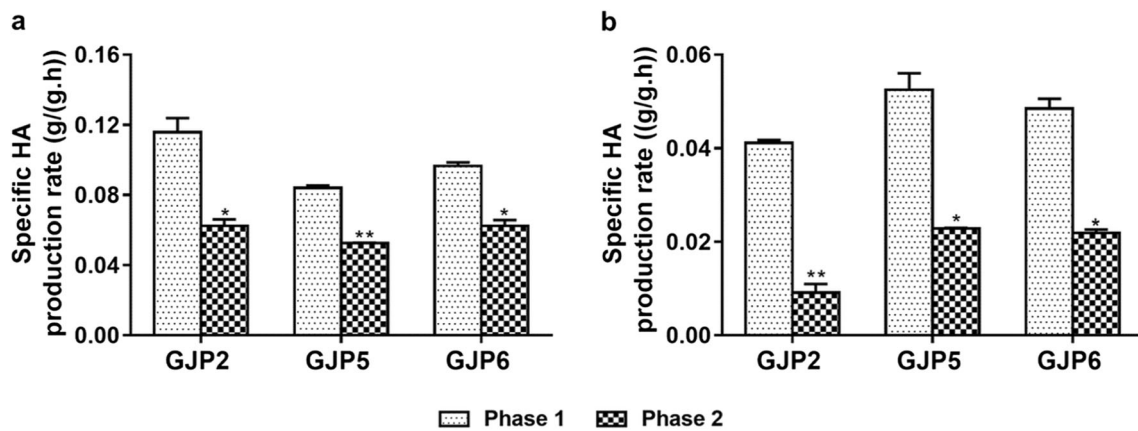 a
Specific HA
production rate (g/(g.h))
0.16
0.12
0.08
0.04
0.00
*
**
*
GJP2 GJP5 GJP6
b
Specific HA
production rate ((g/g.h))
0.06
0.04
0.02
0.00
**
*
*
GJP2 GJP5 GJP6
Phase 1 Phase 2